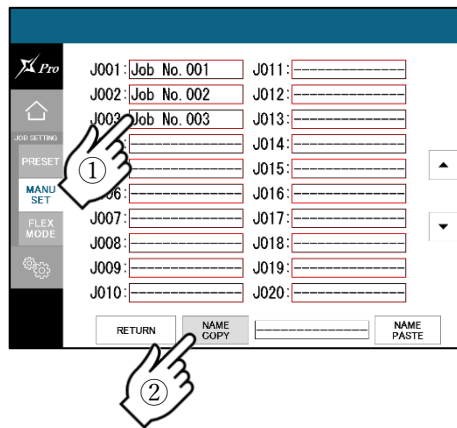 Pro
J001:Job No.001
J002:Job No.002
J003:Job No.003
①
06:
J007:
J008:
J009:
J010:
J011:
J012:
J013:
J014:
J015:
J016:
J017:
J018:
J019:
J020:
JOB SETTING
PRESET
MANU
SET
FLEX
MODE
RETURN
NAME
COPY
NAME
PASTE
②